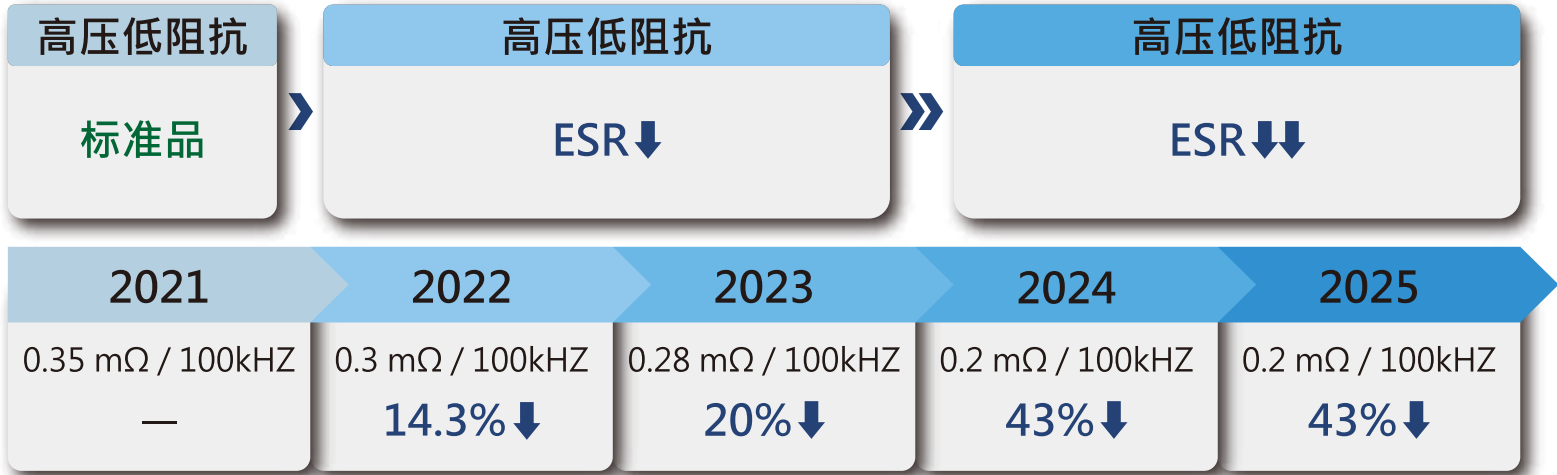 高压低阻抗
标准品
高压低阻抗
ESR
高压低阻抗
ESR
2021
2022
2023
2024
2025
0.35 mΩ / 100kHZ
0.3 mΩ / 100kHZ
0.28 mΩ / 100kHZ
0.2 mΩ / 100kHZ
0.2 mΩ / 100kHZ
—
14.3%
20%
43%
43%